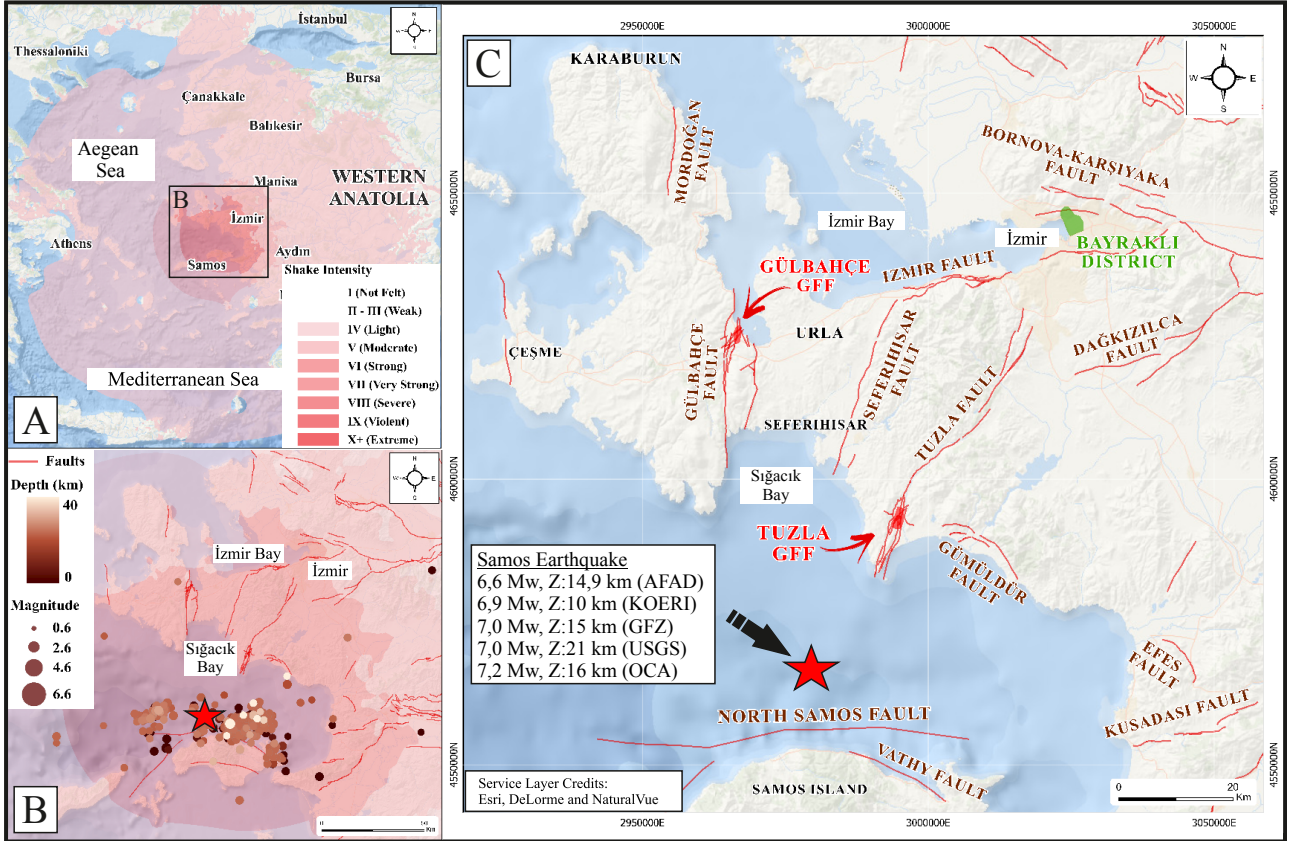 A
İstanbul
Thessaloniki
Bursa
Çanakkale
Balıkesir
Aegean
Sea
Manisa
WESTERN
ANATOLIA
B
İzmir
Athens
Aydın
Samos
Mediterranean Sea
Shake Intensity
I (Not Felt)
II - III (Weak)
IV (Light)
V (Moderate)
VI (Strong)
VII (Very Strong)
VIII (Severe)
IX (Violent)
X+ (Extreme)
B
Faults
Depth (km)
40
0
Magnitude
0.6
2.6
4.6
6.6
İzmir Bay
İzmir
Sığacık
Bay
Km
C
2950000E
3000000E
3050000E
N
W
E
S
KARABURUN
MORDOĞAN
FAULT
BORNOVA-KARŞIYAKA
FAULT
4650000N
4650000N
İzmir Bay
İzmir
BAYRAKLI
DISTRICT
GÜLBAHÇE
GFF
IZMIR FAULT
URLA
ÇEŞME
GÜLBAHÇE
FAULT
SEFERIHISAR
FAULT
DAĞKIZILCA
FAULT
TUZLA FAULT
SEFERIHISAR
4600000N
4600000N
Sığacık
Bay
TUZLA
GFF
GÜMÜLDÜR
FAULT
Samos Earthquake
6,6 Mw, Z:14,9 km (AFAD)
6,9 Mw, Z:10 km (KOERI)
7,0 Mw, Z:15 km (GFZ)
7,0 Mw, Z:21 km (USGS)
7,2 Mw, Z:16 km (OCA)
EFES
FAULT
KUSADASI FAULT
NORTH SAMOS FAULT
VATHY FAULT
4550000N
4550000N
SAMOS ISLAND
Service Layer Credits:
Esri, DeLorme and NaturalVue
0
20
Km
2950000E
3000000E
3050000E